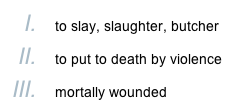 I. to slay, slaughter, butcher
II. to put to death by violence
III. mortally wounded